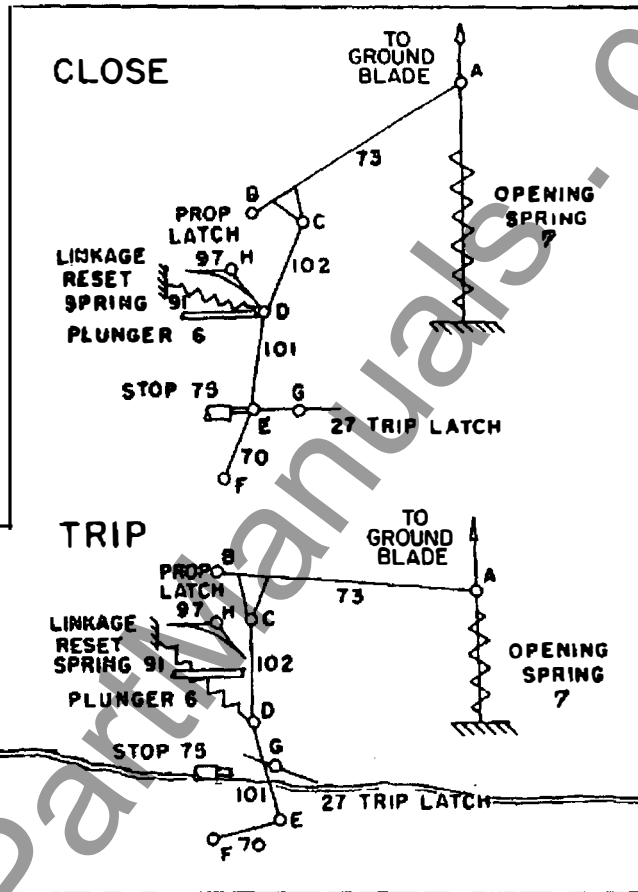 CLOSE
TO
GROUND
BLADE
A
73
B
C
PROP
LATCH
97 H
102
OPENING
SPRING
7
LINKAGE
RESET
SPRING 91
D
PLUNGER 6
101
STOP 75
G
E
27 TRIP LATCH
70
F
TRIP
TO
GROUND
BLADE
B
A
PROP
LATCH
73
97 H
C
LINKAGE
RESET
SPRING 91
102
OPENING
SPRING
7
PLUNGER 6
D
STOP 75
G
101
27 TRIP LATCH
E
F 70
PartManuals. c